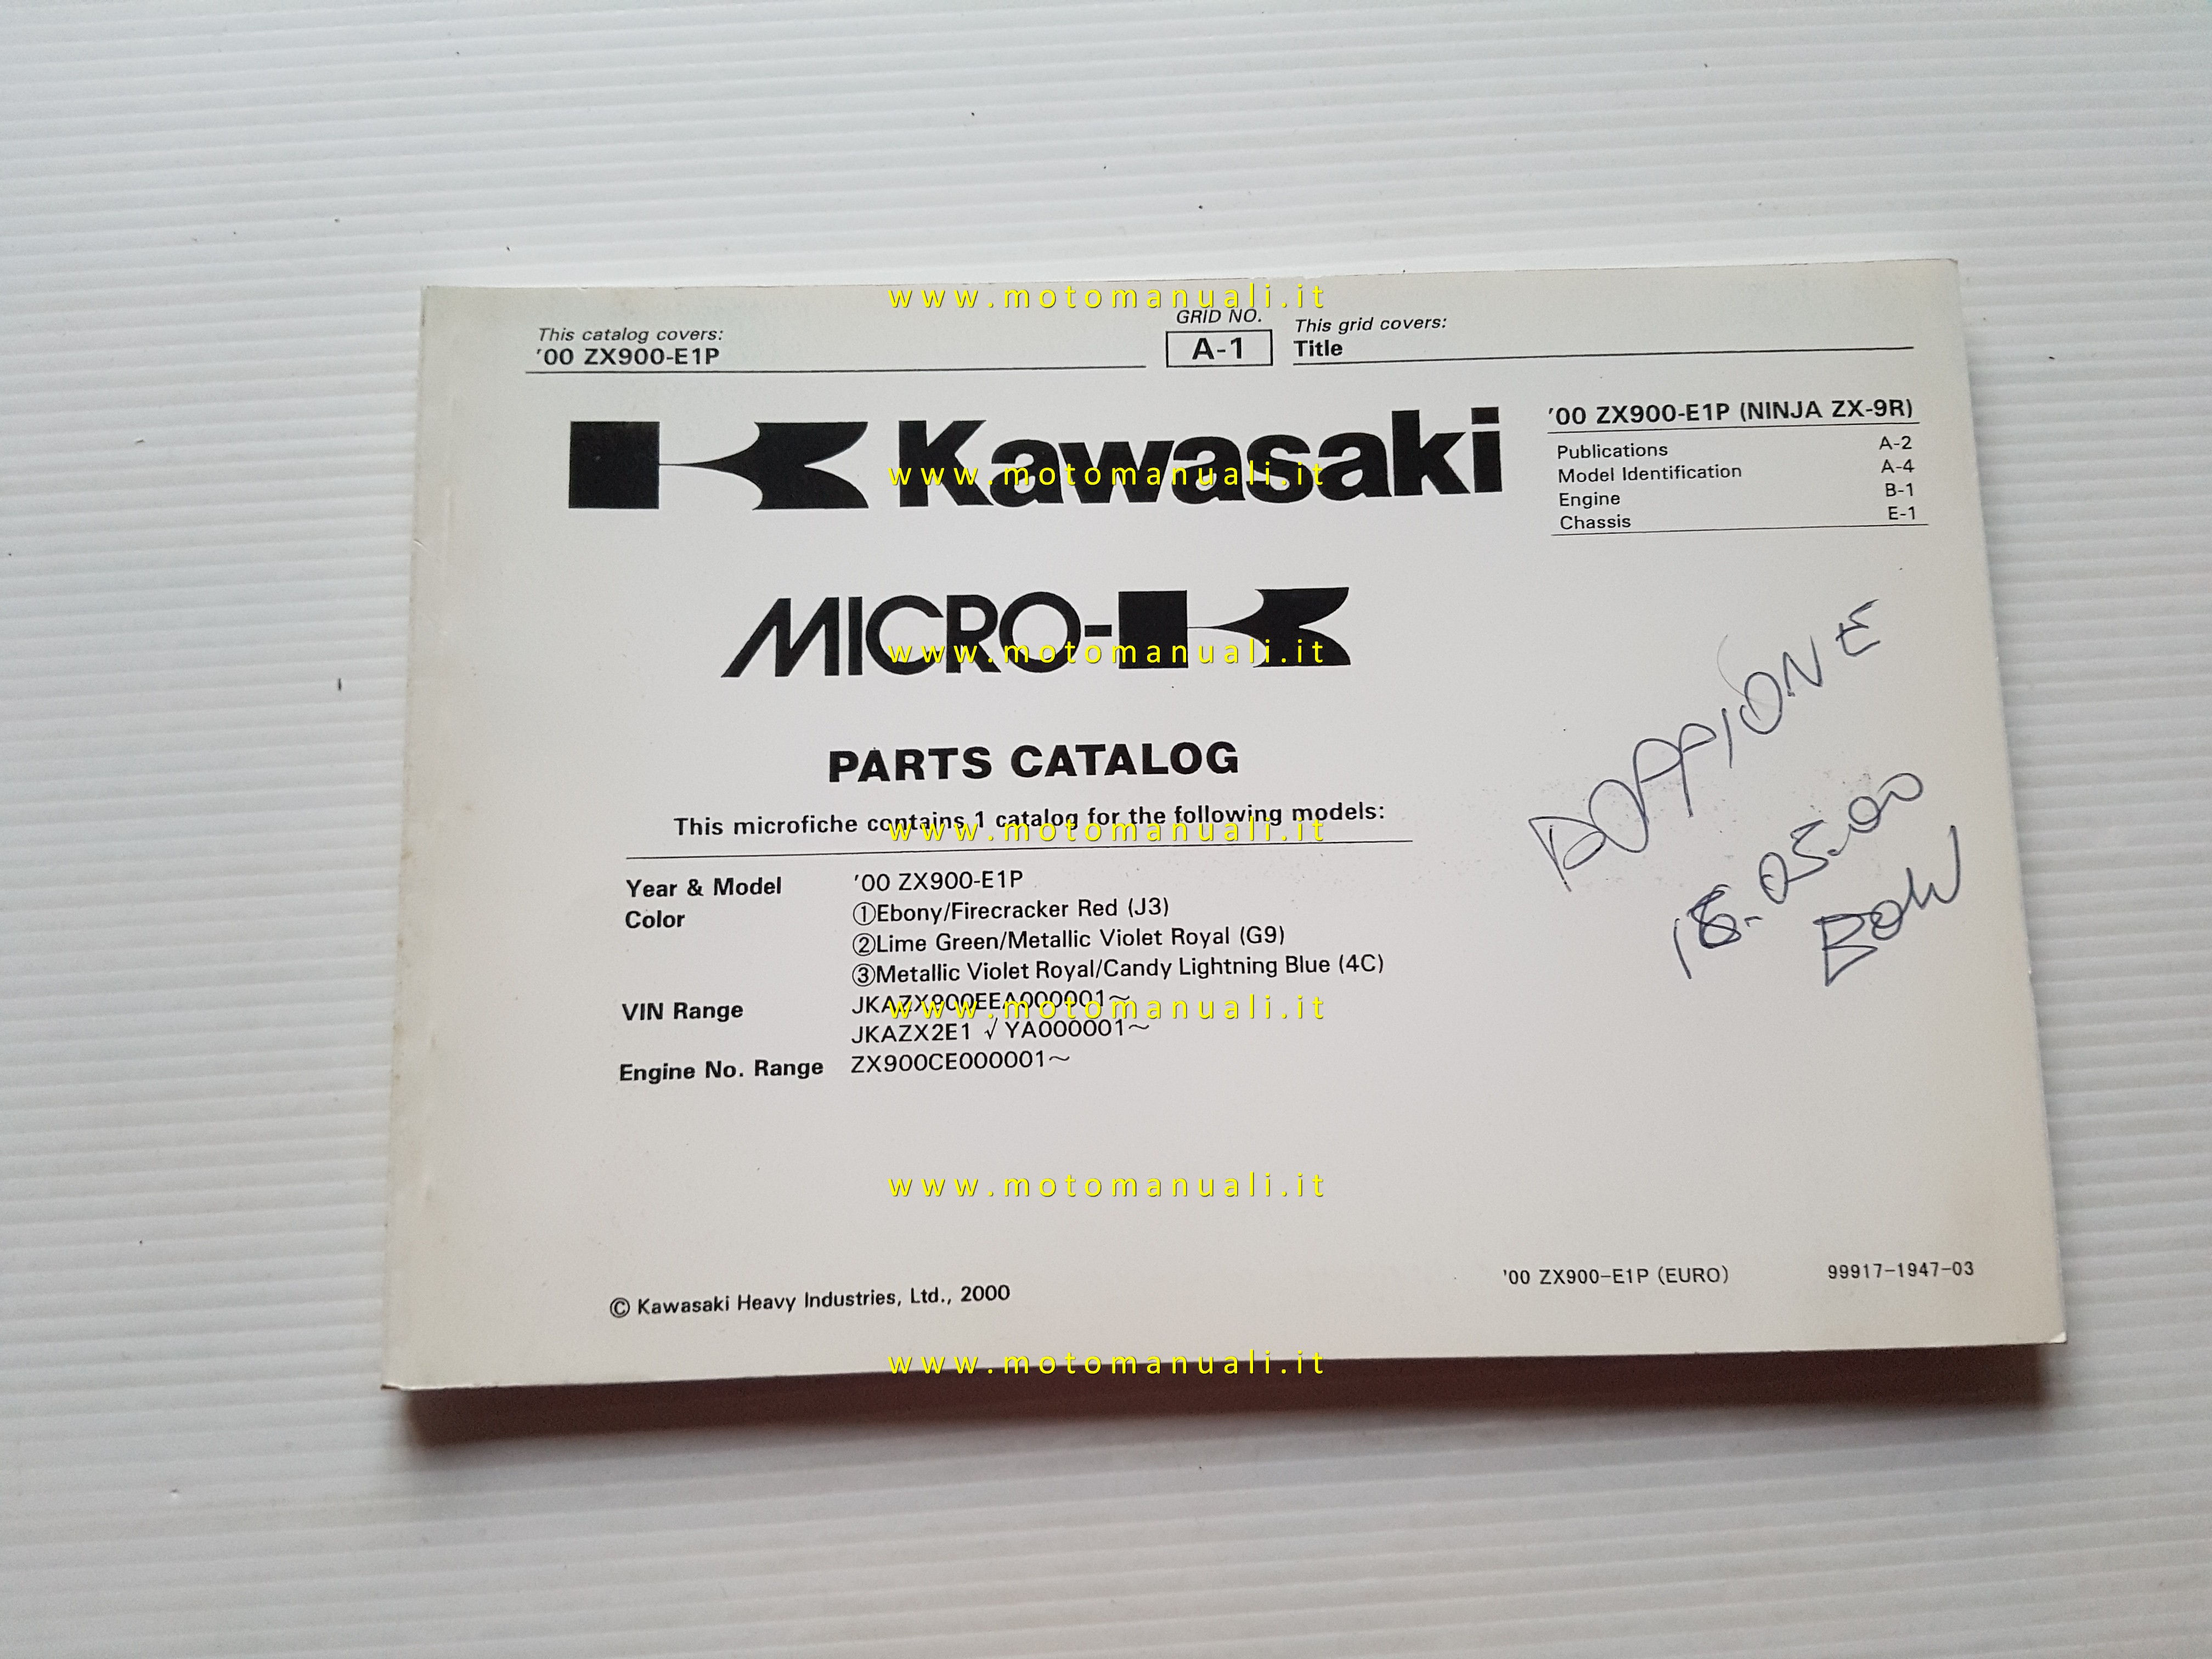 www.motomanuali.it
This catalog covers:
'00 ZX900-E1P
GRID NO.
A-1
This grid covers:
Title
Kawasaki
www.motomanuali.it
'00 ZX900-E1P (NINJA ZX-9R)
Publications A-2
Model Identification A-4
Engine B-1
Chassis E-1
MICRO-K
www.motomanuali.it
PARTS CATALOG
This microfiche contains 1 catalog for the following models:
www.motomanuali.it
Year & Model '00 ZX900-E1P
Color ①Ebony/Firecracker Red (J3)
②Lime Green/Metallic Violet Royal (G9)
③Metallic Violet Royal/Candy Lightning Blue (4C)
VIN Range JKAZX900EEA000001~
www.motomanuali.it
JKAZX2E1 √ YA000001~
Engine No. Range ZX900CE000001~
DOPPIONE
18.05.00
www.motomanuali.it
'00 ZX900-E1P (EURO) 99917-1947-03
© Kawasaki Heavy Industries, Ltd., 2000
www.motomanuali.it